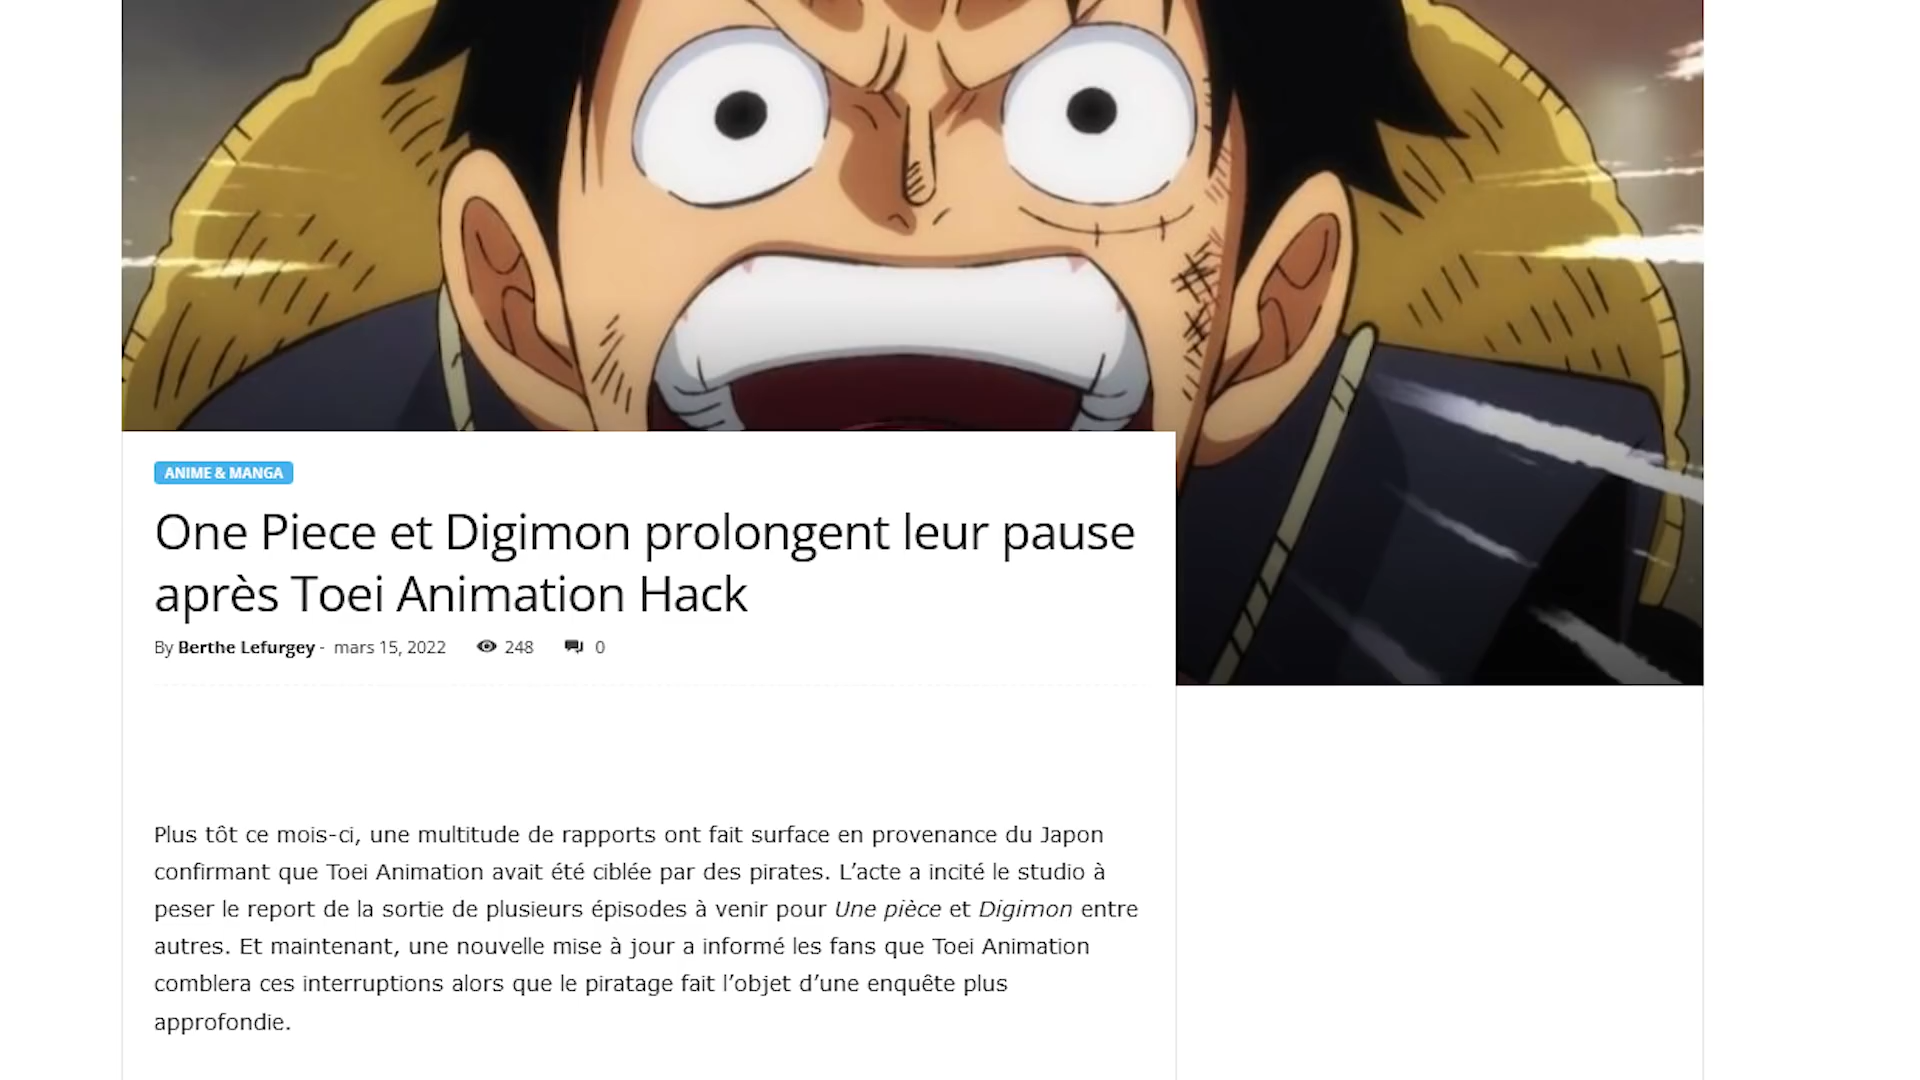 ANIME & MANGA
One Piece et Digimon prolongent leur pause
après Toei Animation Hack
By Berthe Lefurgey - mars 15, 2022 248 0
Plus tôt ce mois-ci, une multitude de rapports ont fait surface en provenance du Japon
confirmant que Toei Animation avait été ciblée par des pirates. L’acte a incité le studio à
peser le report de la sortie de plusieurs épisodes à venir pour Une pièce et Digimon entre
autres. Et maintenant, une nouvelle mise à jour a informé les fans que Toei Animation
comblera ces interruptions alors que le piratage fait l’objet d’une enquête plus
approfondie.